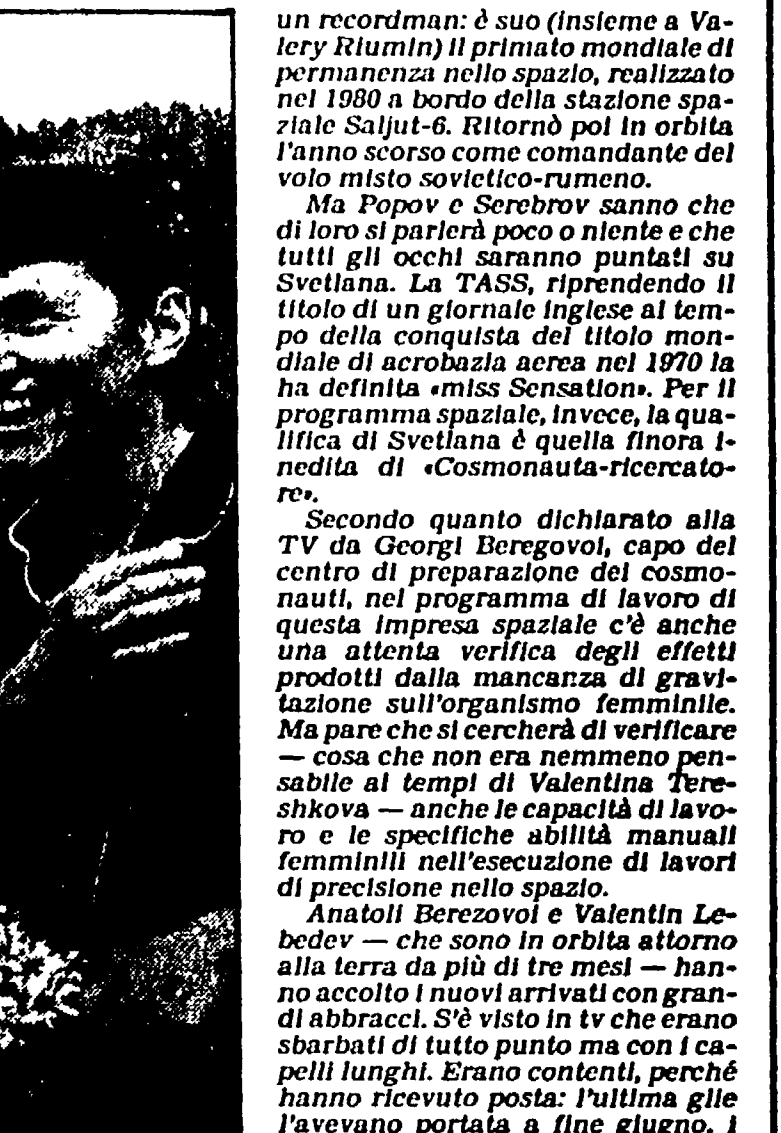 un recordman: è suo (insieme a Va-
lery Riumin) il primato mondiale di
permanenza nello spazio, realizzato
nel 1980 a bordo della stazione spa-
ziale Saljut-6. Ritornò poi in orbita
l'anno scorso come comandante del
volo misto sovietico-rumeno.
Ma Popov e Serebrov sanno che
di loro si parlerà poco o niente e che
tutti gli occhi saranno puntati su
Svetlana. La TASS, riprendendo il
titolo di un giornale inglese al tem-
po della conquista del titolo mon-
diale di acrobazia aerea nel 1970 la
ha definita «miss Sensation». Per il
programma spaziale, invece, la qua-
lifica di Svetlana è quella finora i-
nedita di «Cosmonauta-ricercato-
re».
Secondo quanto dichiarato alla
TV da Georgi Beregovoi, capo del
centro di preparazione dei cosmo-
nauti, nel programma di lavoro di
questa impresa spaziale c'è anche
una attenta verifica degli effetti
prodotti dalla mancanza di gravi-
tazione sull'organismo femminile.
Ma pare che si cercherà di verificare
— cosa che non era nemmeno pen-
sabile ai tempi di Valentina Tere-
shkova — anche le capacità di lavo-
ro e le specifiche abilità manuali
femminili nell'esecuzione di lavori
di precisione nello spazio.
Anatoli Berezovoi e Valentin Le-
bedev — che sono in orbita attorno
alla terra da più di tre mesi — han-
no accolto i nuovi arrivati con gran-
di abbracci. S'è visto in tv che erano
sbarbati di tutto punto ma con i ca-
pelli lunghi. Erano contenti, perché
hanno ricevuto posta: l'ultima glie
l'avevano portata a fine giugno, i